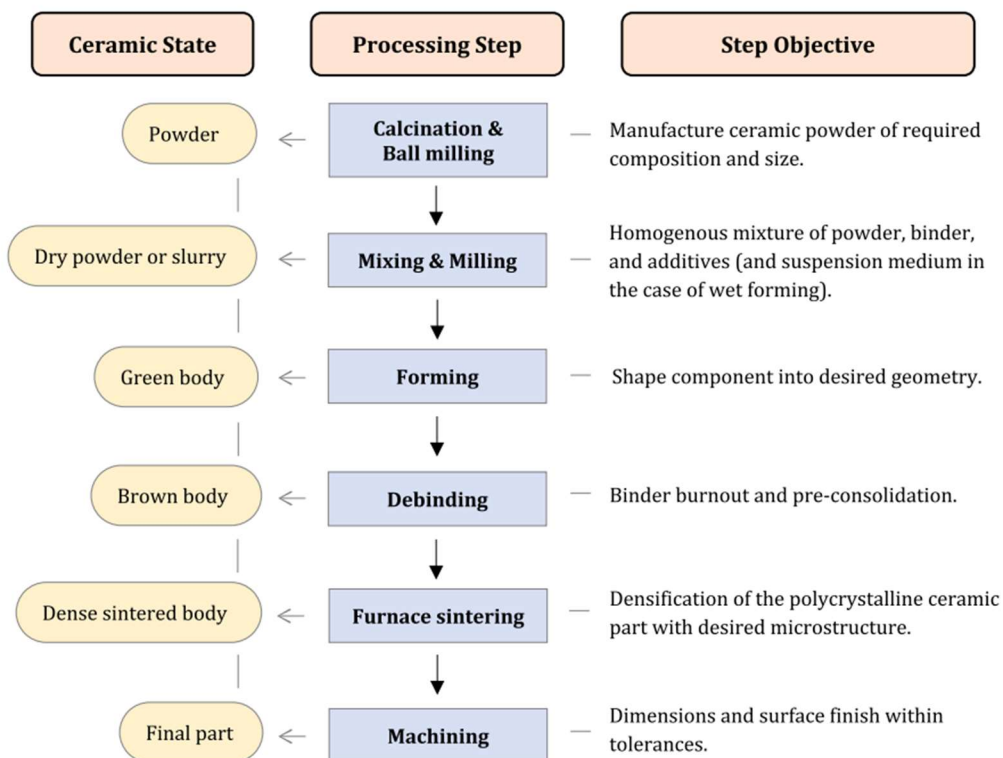 Ceramic State
Processing Step
Step Objective
Powder
Calcination &
Ball milling
Manufacture ceramic powder of required
composition and size.
Dry powder or slurry
Mixing & Milling
Homogenous mixture of powder, binder,
and additives (and suspension medium in
the case of wet forming).
Green body
Forming
Shape component into desired geometry.
Brown body
Debinding
Binder burnout and pre-consolidation.
Dense sintered body
Furnace sintering
Densification of the polycrystalline ceramic
part with desired microstructure.
Final part
Machining
Dimensions and surface finish within
tolerances.